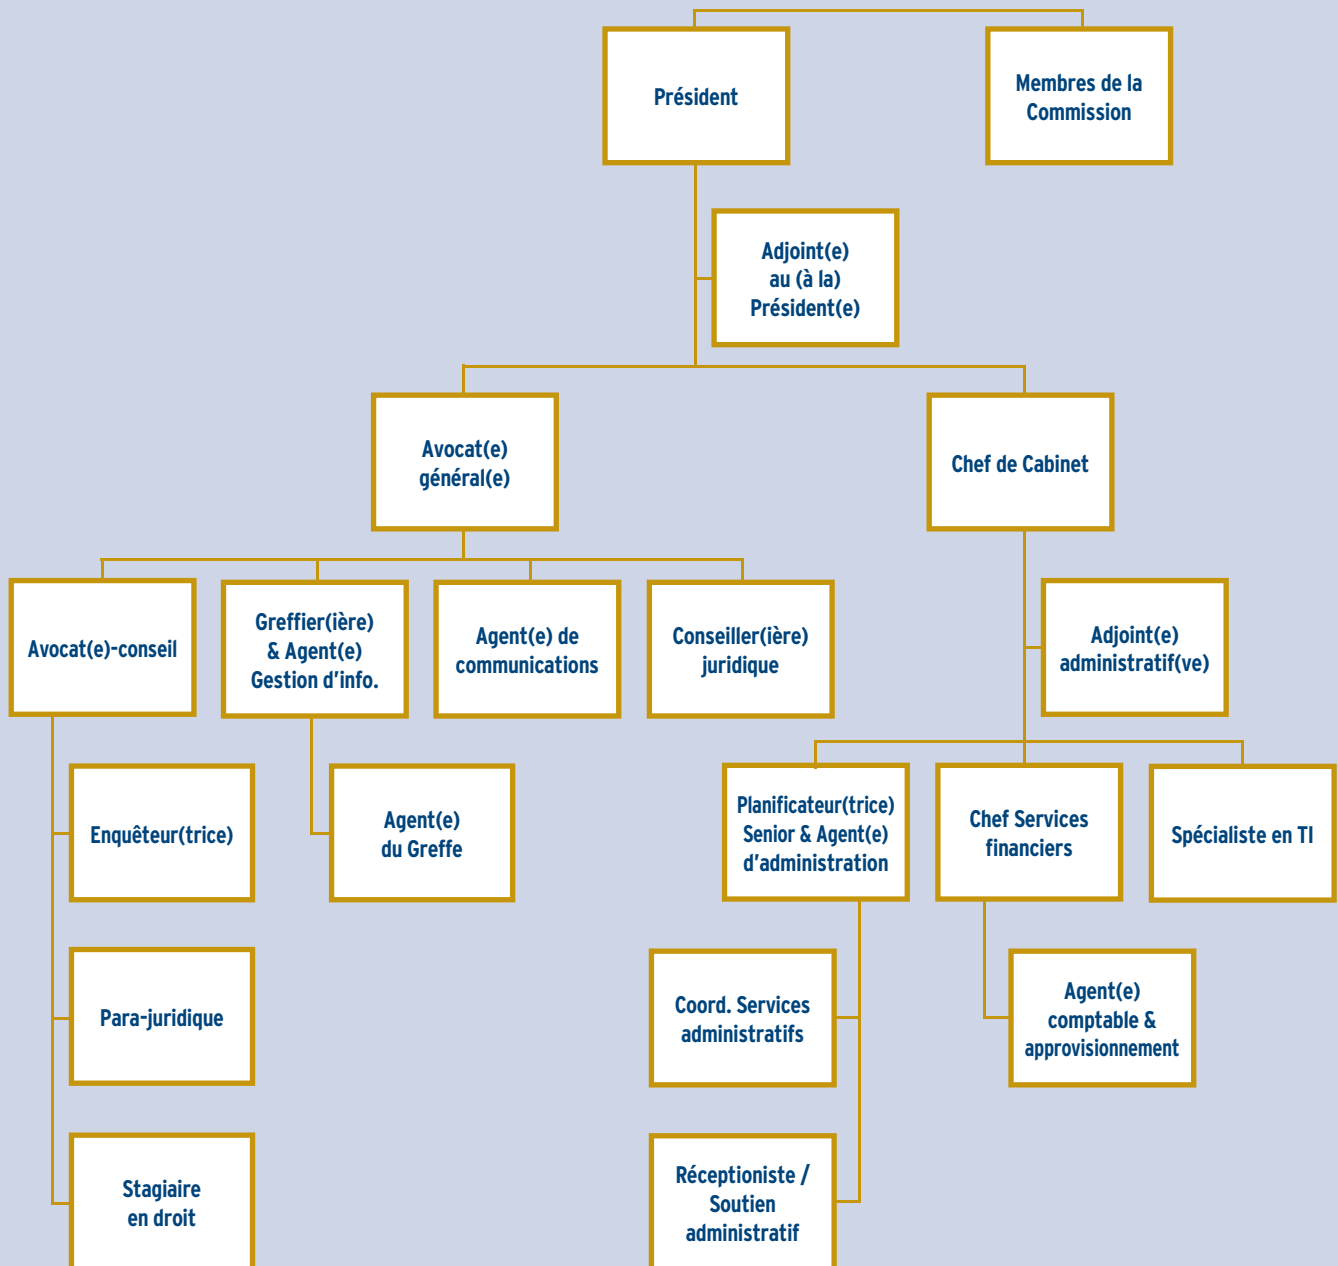 Président
Membres de la
Commission
Adjoint(e)
au (à la)
Président(e)
Avocat(e)
général(e)
Chef de Cabinet
Avocat(e)-conseil
Greffier(ière)
& Agent(e)
Gestion d'info.
Agent(e) de
communications
Conseiller(ière)
juridique
Adjoint(e)
administratif(ve)
Enquêteur(trice)
Agent(e)
du Greffe
Planificateur(trice)
Senior & Agent(e)
d'administration
Chef Services
financiers
Spécialiste en TI
Para-juridique
Coord. Services
administratifs
Agent(e)
comptable &
approvisionnement
Stagiaire
en droit
Réceptioniste /
Soutien
administratif